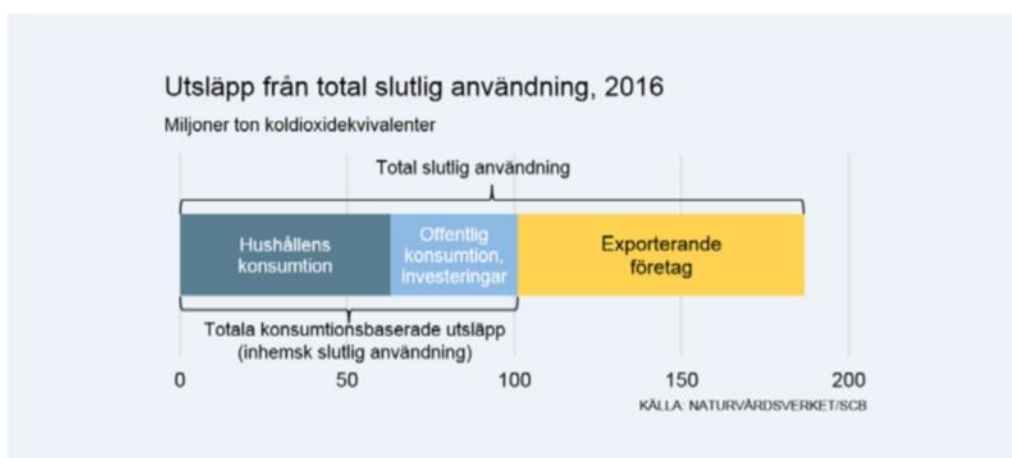 Utsläpp från total slutlig användning, 2016
Miljoner ton koldioxidekvivalenter
Total slutlig användning
Hushållens
konsumtion
Offentlig
konsumtion,
investeringar
Exporterande
företag
Totala konsumtionsbaserade utsläpp
(inhemsk slutlig användning)
0 50 100 150 200
KÄLLA: NATURVÅRDSVERKET/SCB